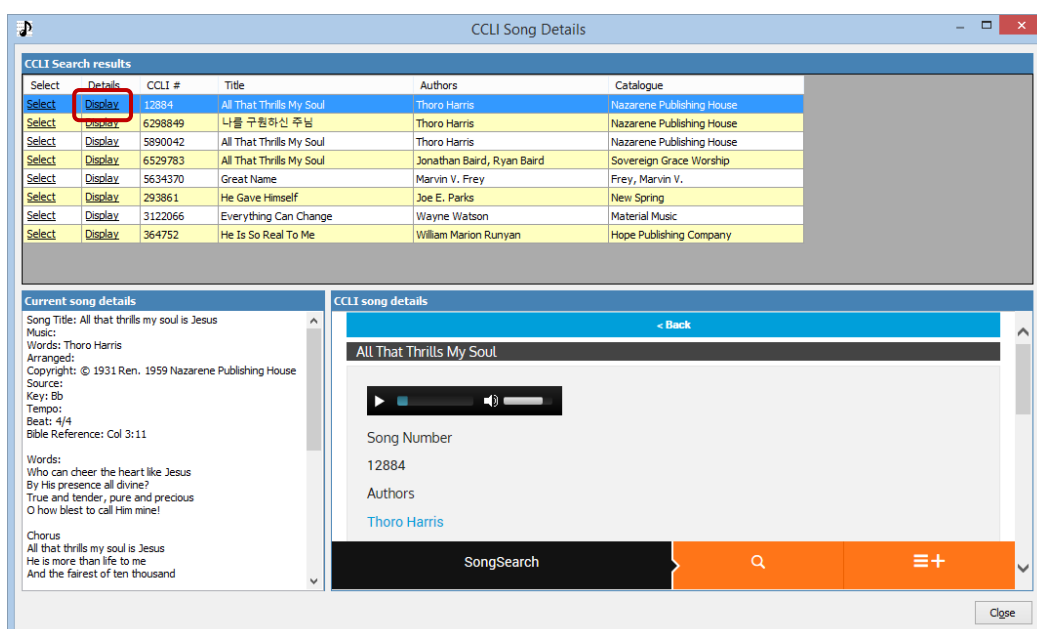 CCLI Song Details
CCLI Search results
Select Details CCLI # Title Authors Catalogue
Select Display 12884 All That Thrills My Soul Thoro Harris Nazarene Publishing House
Select Display 6298849 나를 구원하신 주님 Thoro Harris Nazarene Publishing House
Select Display 5890042 All That Thrills My Soul Thoro Harris Nazarene Publishing House
Select Display 6529783 All That Thrills My Soul Jonathan Baird, Ryan Baird Sovereign Grace Worship
Select Display 5634370 Great Name Marvin V. Frey Frey, Marvin V.
Select Display 293861 He Gave Himself Joe E. Parks New Spring
Select Display 3122066 Everything Can Change Wayne Watson Material Music
Select Display 364752 He Is So Real To Me William Marion Runyan Hope Publishing Company
Current song details
Song Title: All that thrills my soul is Jesus
Music:
Words: Thoro Harris
Arranged:
Copyright: © 1931 Ren. 1959 Nazarene Publishing House
Source:
Key: Bb
Tempo:
Beat: 4/4
Bible Reference: Col 3:11
Words:
Who can cheer the heart like Jesus
By His presence all divine?
True and tender, pure and precious
O how blest to call Him mine!
Chorus
All that thrills my soul is Jesus
He is more than life to me
And the fairest of ten thousand
CCLI song details
< Back
All That Thrills My Soul
Song Number
12884
Authors
Thoro Harris
SongSearch
Close